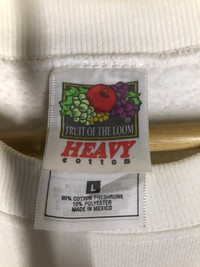 FRUIT OF THE LOOM
HEAVY
cotton
L
90% COTTON PRESHRUNK
10% POLYESTER
MADE IN MEXICO